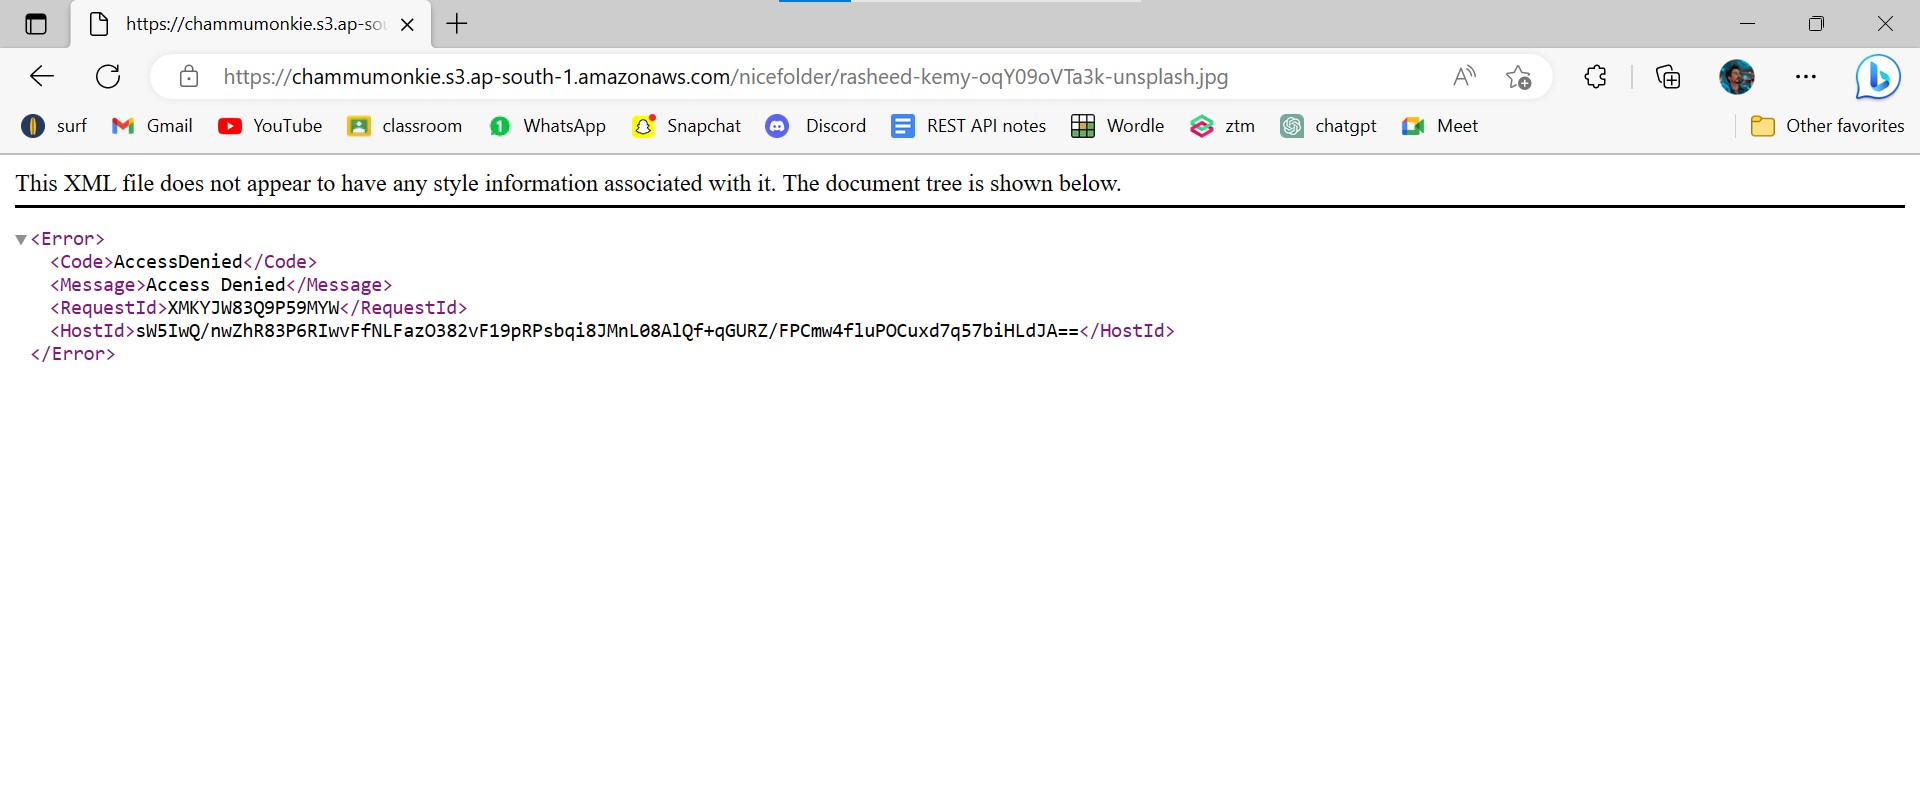 https://chammumonkie.s3.ap-sou
https://chammumonkie.s3.ap-south-1.amazonaws.com/nicefolder/rasheed-kemy-oqY09oVTa3k-unsplash.jpg
surf Gmail YouTube classroom 1 WhatsApp Snapchat Discord REST API notes Wordle ztm chatgpt Meet Other favorites
This XML file does not appear to have any style information associated with it. The document tree is shown below.
<Error>
<Code>AccessDenied</Code>
<Message>Access Denied</Message>
<RequestId>XMKYJW83Q9P59MYW</RequestId>
<HostId>sW5IwQ/nwZhR83P6RIwvFfNLFazO382vF19pRPsbqi8JMnL08AlQf+qGURZ/FPCmw4fluPOCuxd7q57biHLdJA==</HostId>
</Error>